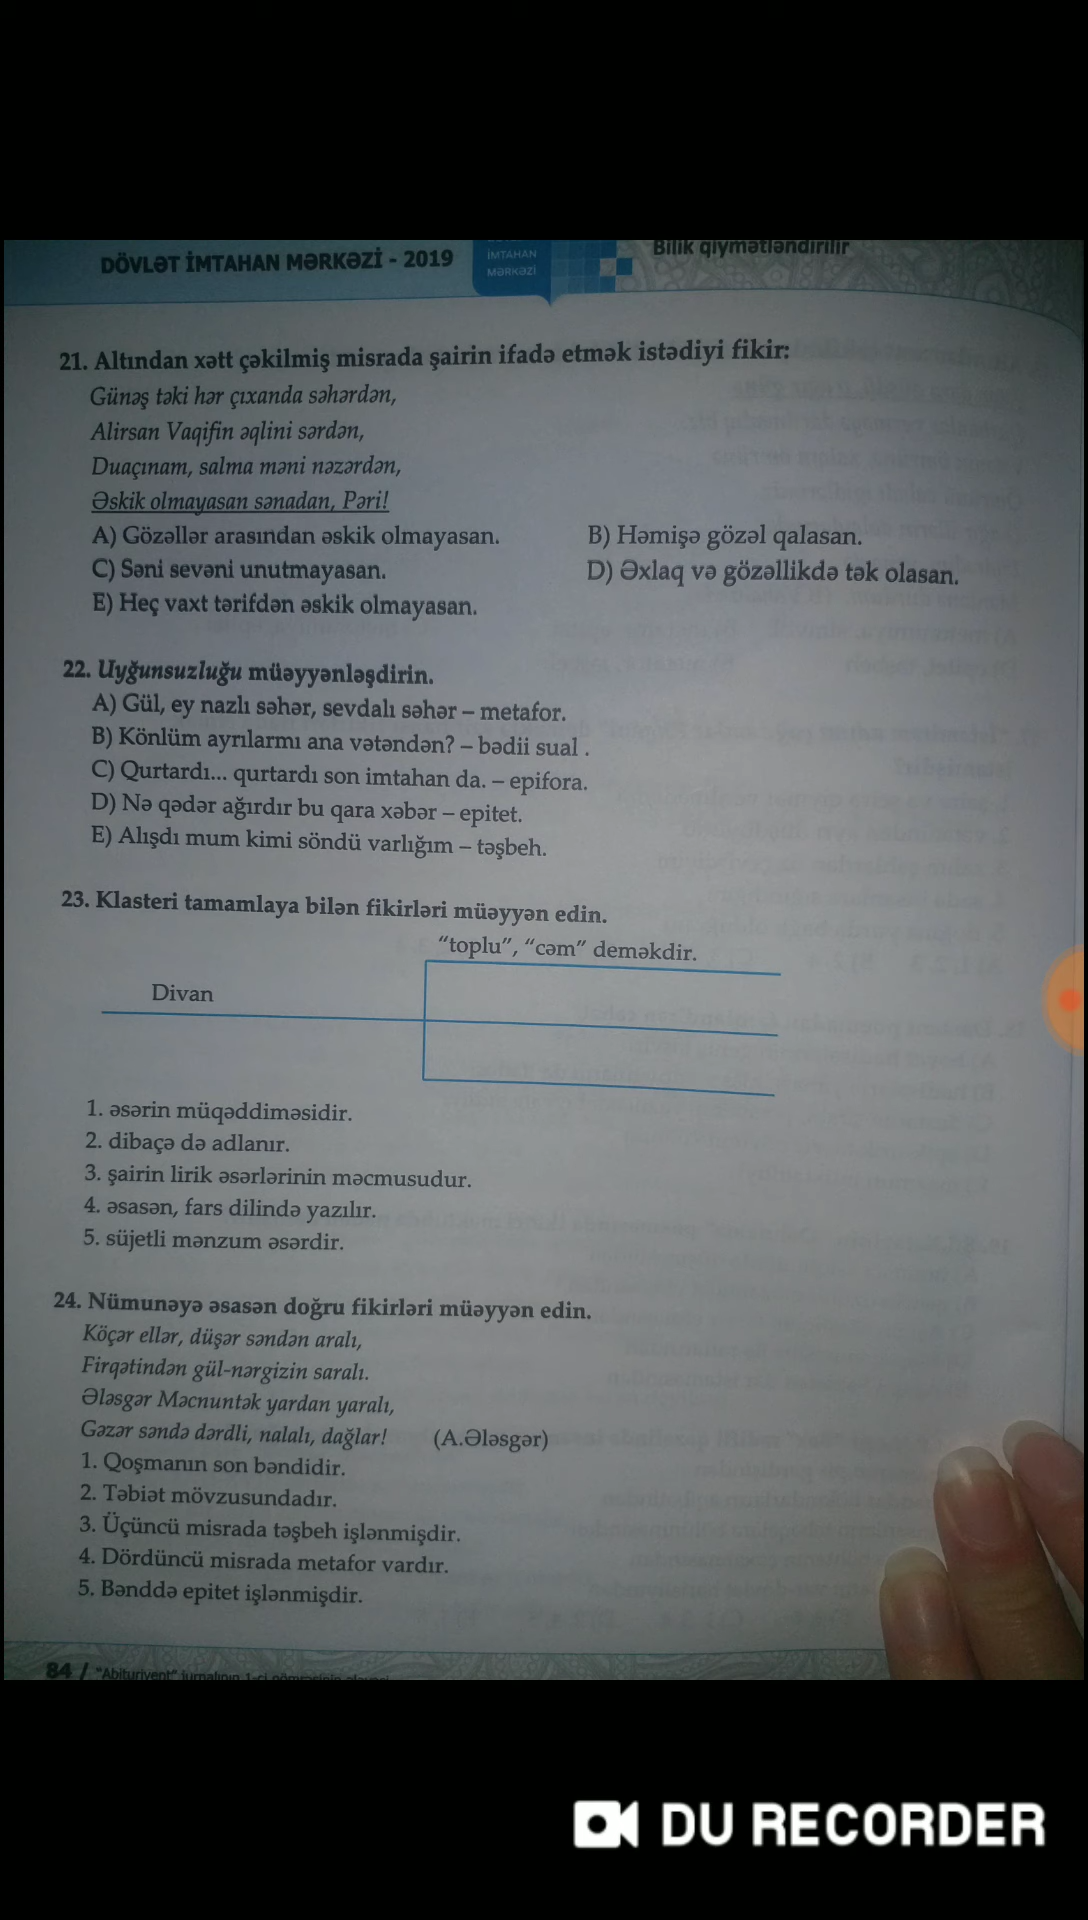 DÖVLƏT İMTAHAN MƏRKƏZİ - 2019
İMTAHAN
MƏRKƏZİ
Bilik qiymətləndirilir
21. Altından xətt çəkilmiş misrada şairin ifadə etmək istədiyi fikir:
Günəş təki hər çıxanda səhərdən,
Alirsan Vaqifin əqlini sərdən,
Duaçınam, salma məni nəzərdən,
Əskik olmayasan sənadan, Pəri!
A) Gözəllər arasından əskik olmayasan.
B) Həmişə gözəl qalasan.
C) Səni sevəni unutmayasan.
D) Əxlaq və gözəllikdə tək olasan.
E) Heç vaxt tərifdən əskik olmayasan.
22. Uyğunsuzluğu müəyyənləşdirin.
A) Gül, ey nazlı səhər, sevdalı səhər – metafor.
B) Könlüm ayrılarmı ana vətəndən? – bədii sual .
C) Qurtardı... qurtardı son imtahan da. – epifora.
D) Nə qədər ağırdır bu qara xəbər – epitet.
E) Alışdı mum kimi söndü varlığım – təşbeh.
23. Klasteri tamamlaya bilən fikirləri müəyyən edin.
“toplu”, “cəm” deməkdir.
Divan
1. əsərin müqəddiməsidir.
2. dibaçə də adlanır.
3. şairin lirik əsərlərinin məcmusudur.
4. əsasən, fars dilində yazılır.
5. süjetli mənzum əsərdir.
24. Nümunəyə əsasən doğru fikirləri müəyyən edin.
Köçər ellər, düşər səndən aralı,
Firqətindən gül-nərgizin saralı.
Ələsgər Məcnuntək yardan yaralı,
Gəzər səndə dərdli, nalalı, dağlar! (A.Ələsgər)
1. Qoşmanın son bəndidir.
2. Təbiət mövzusundadır.
3. Üçüncü misrada təşbeh işlənmişdir.
4. Dördüncü misrada metafor vardır.
5. Bənddə epitet işlənmişdir.
84 / "Abituriyent" jurnalının 1-ci
DU RECORDER